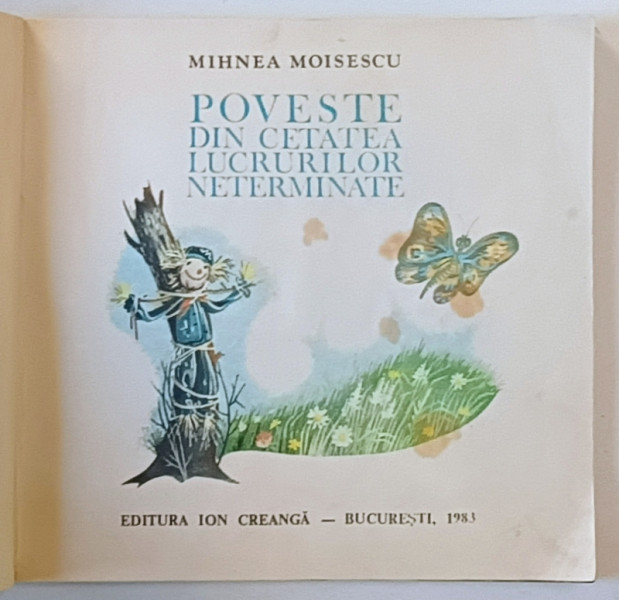 MIHNEA MOISESCU
POVESTE
DIN CETATEA
LUCRURILOR
NETERMINATE
EDITURA ION CREANGĂ — BUCUREȘTI, 1983